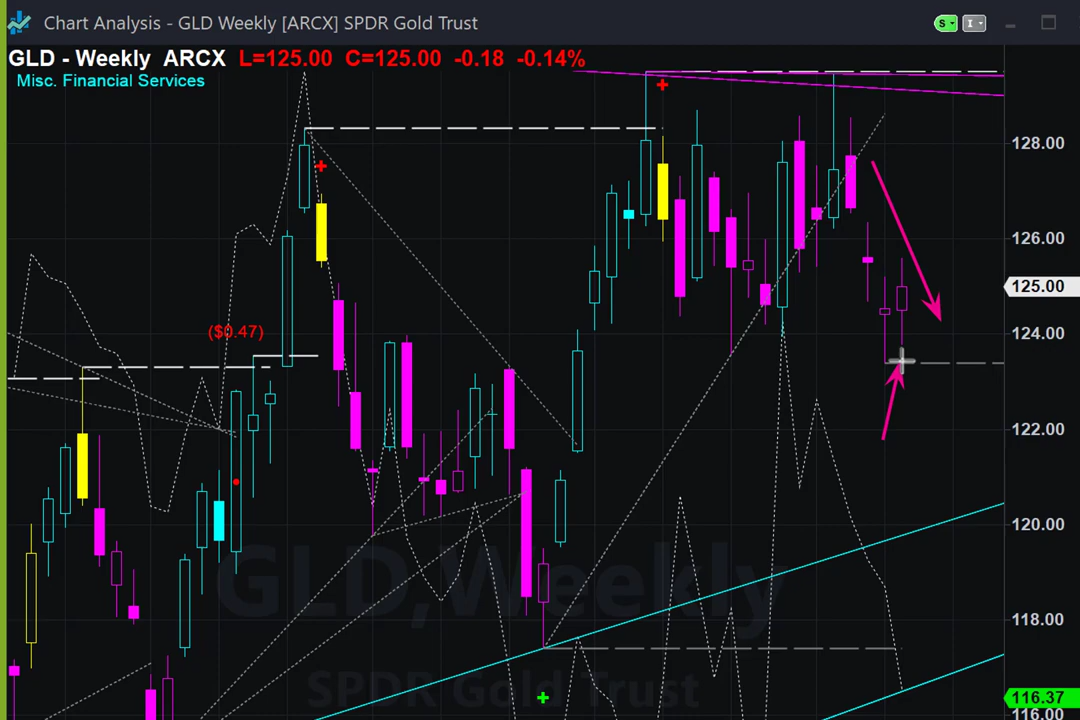 Chart Analysis - GLD Weekly [ARCX] SPDR Gold Trust
S
I
GLD - Weekly ARCX L=125.00 C=125.00 -0.18 -0.14%
Misc. Financial Services
128.00
126.00
125.00
($0.47)
124.00
122.00
120.00
GLD,Weekly
118.00
SPDR Gold Trust
116.37
116.00